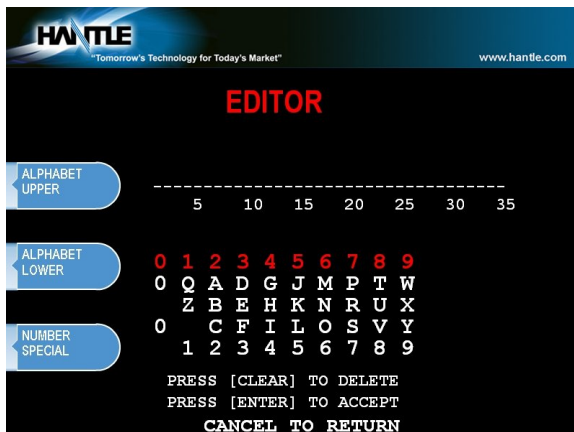 HANTLE
"Tomorrow's Technology for Today's Market" www.hantle.com
EDITOR
ALPHABET
UPPER
-----------------------------------
5 10 15 20 25 30 35
ALPHABET
LOWER
0 1 2 3 4 5 6 7 8 9
0 Q A D G J M P T W
Z B E H K N R U X
0 C F I L O S V Y
1 2 3 4 5 6 7 8 9
NUMBER
SPECIAL
PRESS [CLEAR] TO DELETE
PRESS [ENTER] TO ACCEPT
CANCEL TO RETURN